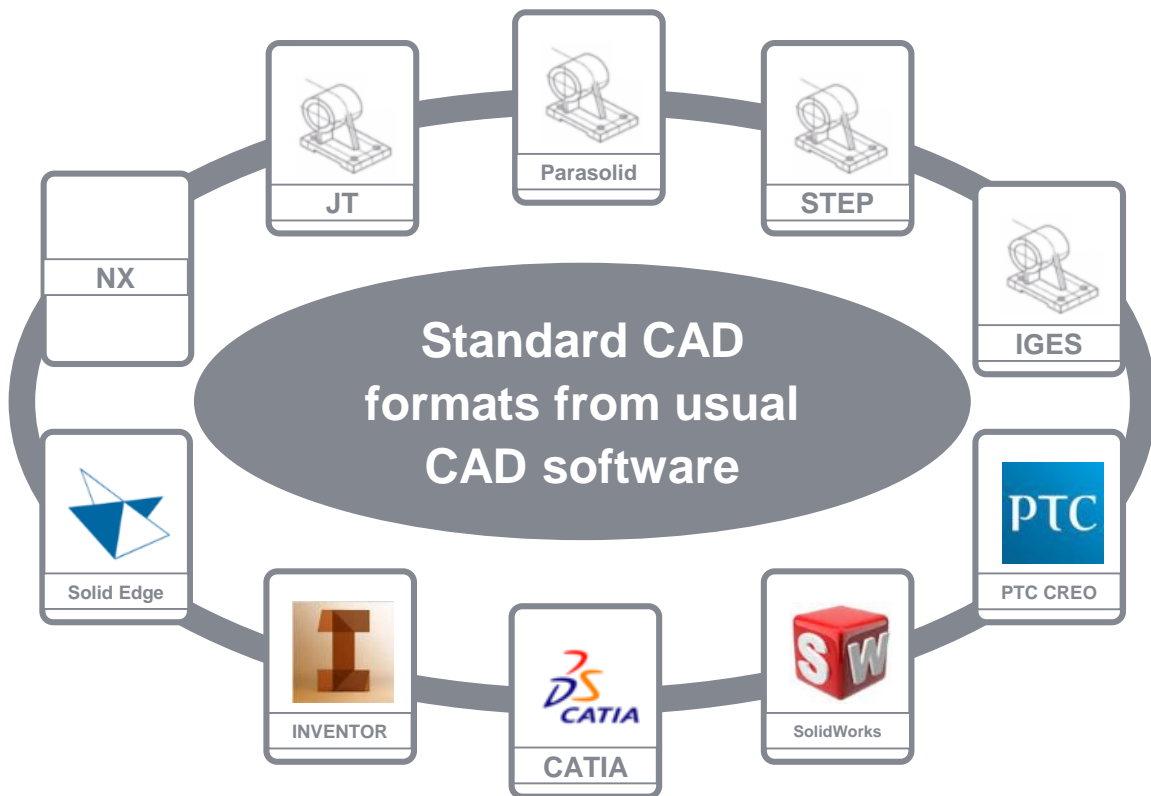 JT
Parasolid
STEP
NX
IGES
Standard CAD
formats from usual
CAD software
PTC
Solid Edge
PTC CREO
I
INVENTOR
DS
CATIA
CATIA
SW
SolidWorks